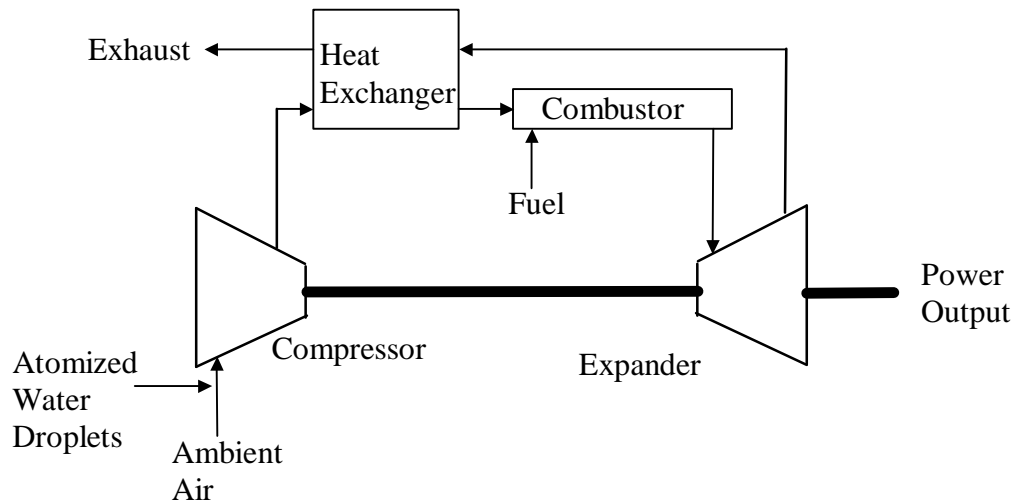 Exhaust
Heat
Exchanger
Combustor
Fuel
Power
Output
Compressor
Expander
Atomized
Water
Droplets
Ambient
Air